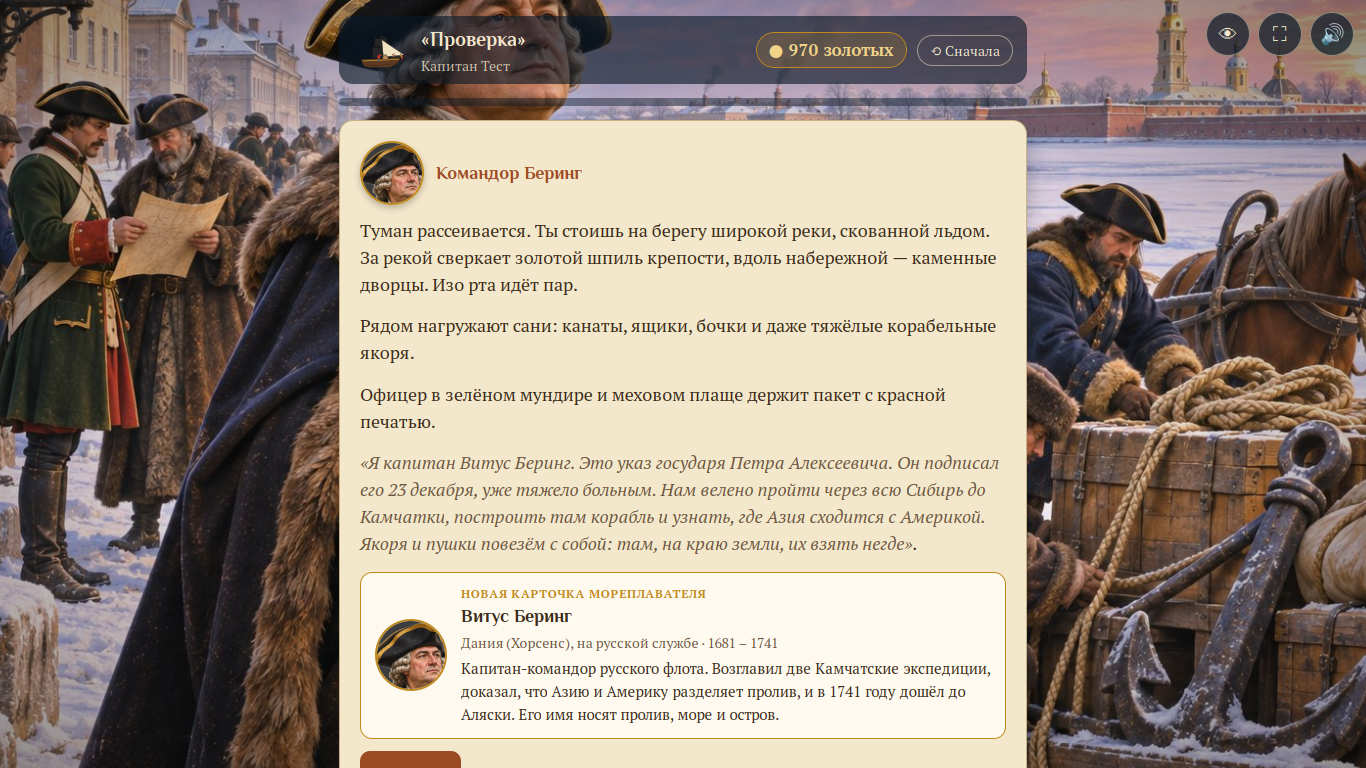 «Проверка»
Капитан Тест
970 золотых
⟲ Сначала
Командор Беринг
Туман рассеивается. Ты стоишь на берегу широкой реки, скованной льдом.
За рекой сверкает золотой шпиль крепости, вдоль набережной — каменные
дворцы. Изо рта идёт пар.
Рядом нагружают сани: канаты, ящики, бочки и даже тяжёлые корабельные
якоря.
Офицер в зелёном мундире и меховом плаще держит пакет с красной
печатью.
«Я капитан Витус Беринг. Это указ государя Петра Алексеевича. Он подписал
его 23 декабря, уже тяжело больным. Нам велено пройти через всю Сибирь до
Камчатки, построить там корабль и узнать, где Азия сходится с Америкой.
Якоря и пушки повезём с собой: там, на краю земли, их взять негде».
НОВАЯ КАРТОЧКА МОРЕПЛАВАТЕЛЯ
Витус Беринг
Дания (Хорсенс), на русской службе · 1681 – 1741
Капитан-командор русского флота. Возглавил две Камчатские экспедиции,
доказал, что Азию и Америку разделяет пролив, и в 1741 году дошёл до
Аляски. Его имя носят пролив, море и остров.